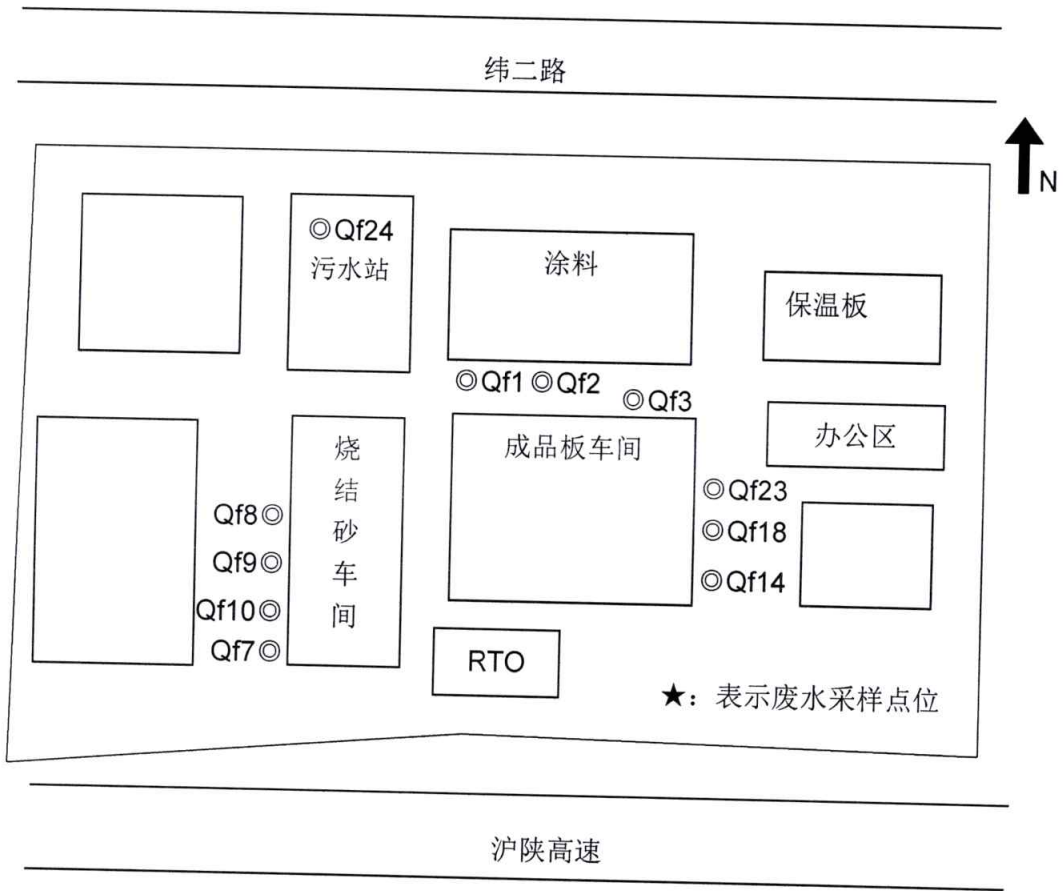 纬二路
N
◎Qf24
污水站
涂料
保温板
◎Qf1 ◎Qf2
◎Qf3
办公区
烧结砂车间
成品板车间
◎Qf23
Qf8◎
◎Qf18
Qf9◎
◎Qf14
Qf10◎
Qf7◎
RTO
★：表示废水采样点位
沪陕高速